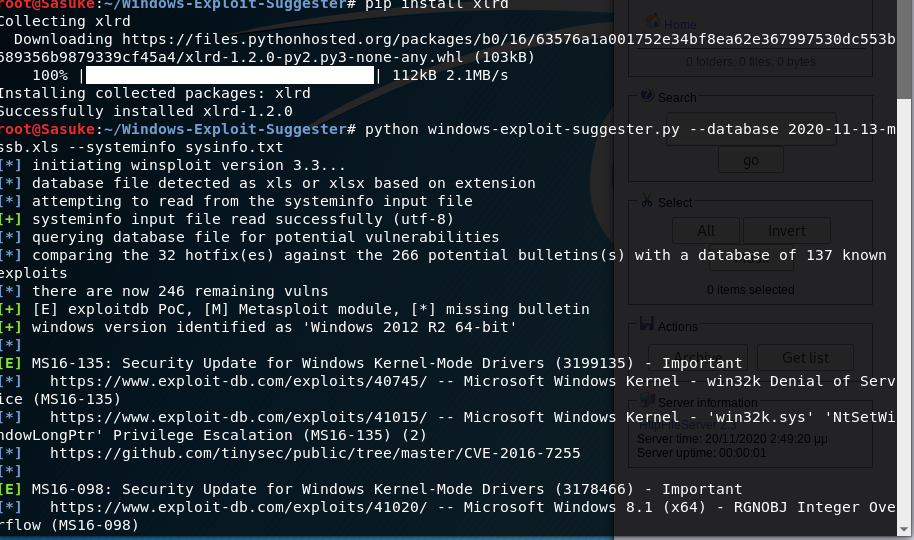 root@Sasuke:~/Windows-Exploit-Suggester# pip install xlrd
Collecting xlrd
Downloading https://files.pythonhosted.org/packages/b0/16/63576a1a001752e34bf8ea62e367997530dc553b
689356b9879339cf45a4/xlrd-1.2.0-py2.py3-none-any.whl (103kB)
100% | | 112kB 2.1MB/s
Installing collected packages: xlrd
Successfully installed xlrd-1.2.0
root@Sasuke:~/Windows-Exploit-Suggester# python windows-exploit-suggester.py --database 2020-11-13-m
ssb.xls --systeminfo sysinfo.txt
[*] initiating winsploit version 3.3...
[*] database file detected as xls or xlsx based on extension
[*] attempting to read from the systeminfo input file
[+] systeminfo input file read successfully (utf-8)
[*] querying database file for potential vulnerabilities
[*] comparing the 32 hotfix(es) against the 266 potential bulletins(s) with a database of 137 known
exploits
[*] there are now 246 remaining vulns
[+] [E] exploitdb PoC, [M] Metasploit module, [*] missing bulletin
[+] windows version identified as 'Windows 2012 R2 64-bit'
[*]
[E] MS16-135: Security Update for Windows Kernel-Mode Drivers (3199135) - Important
[*] https://www.exploit-db.com/exploits/40745/ -- Microsoft Windows Kernel - win32k Denial of Serv
ice (MS16-135)
[*] https://www.exploit-db.com/exploits/41015/ -- Microsoft Windows Kernel - 'win32k.sys' 'NtSetWi
ndowLongPtr' Privilege Escalation (MS16-135) (2)
[*] https://github.com/tinysec/public/tree/master/CVE-2016-7255
[*]
[E] MS16-098: Security Update for Windows Kernel-Mode Drivers (3178466) - Important
[*] https://www.exploit-db.com/exploits/41020/ -- Microsoft Windows 8.1 (x64) - RGNOBJ Integer Ove
rflow (MS16-098)
Home
0 folders, 0 files, 0 bytes
Search
go
Select
All
Invert
0 items selected
Actions
Archive
Get list
Server information
HttpFileServer 2.3
Server time: 20/11/2020 2:49:20 μμ
Server uptime: 00:00:01